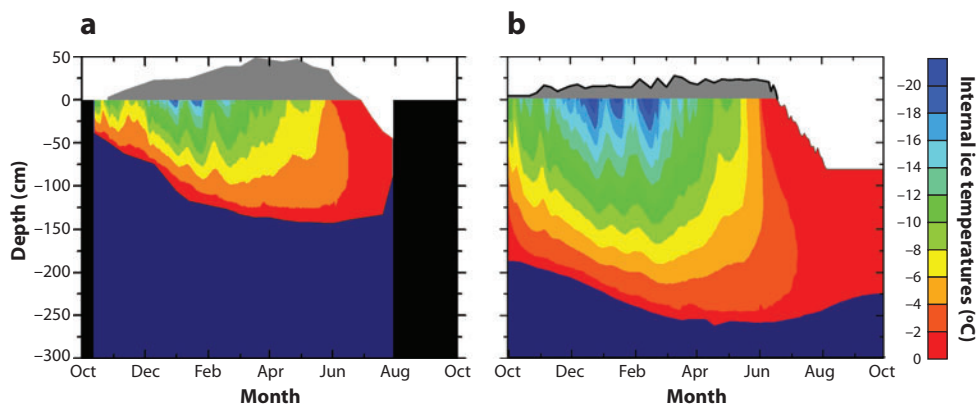 a
b
50
0
–50
–100
–150
–200
–250
–300
Depth (cm)
Oct Dec Feb Apr Jun Aug Oct
Month
Oct Dec Feb Apr Jun Aug Oct
Month
–20
–18
–16
–14
–12
–10
–8
–6
–4
–2
0
Internal ice temperatures (ºC)